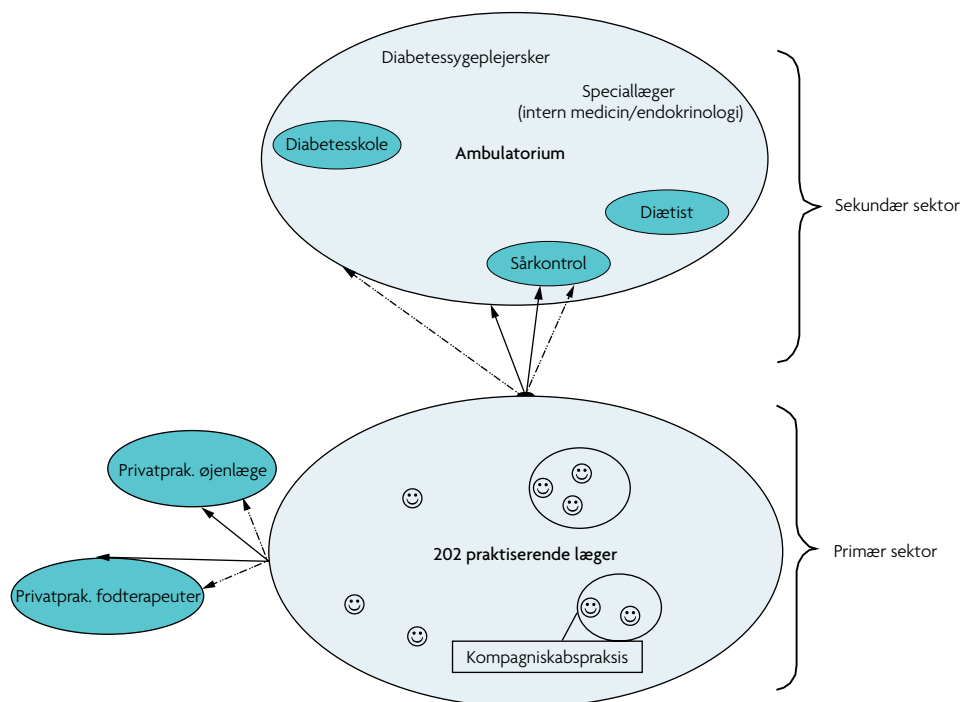 Diabetessygeplejersker
Speciallæger
(intern medicin/endokrinologi)
Diabetesskole
Ambulatorium
Diætist
Sekundær sektor
Sårkontrol
Privatprak. øjenlæge
202 praktiserende læger
Primær sektor
Privatprak. fodterapeuter
Kompagniskabspraksis